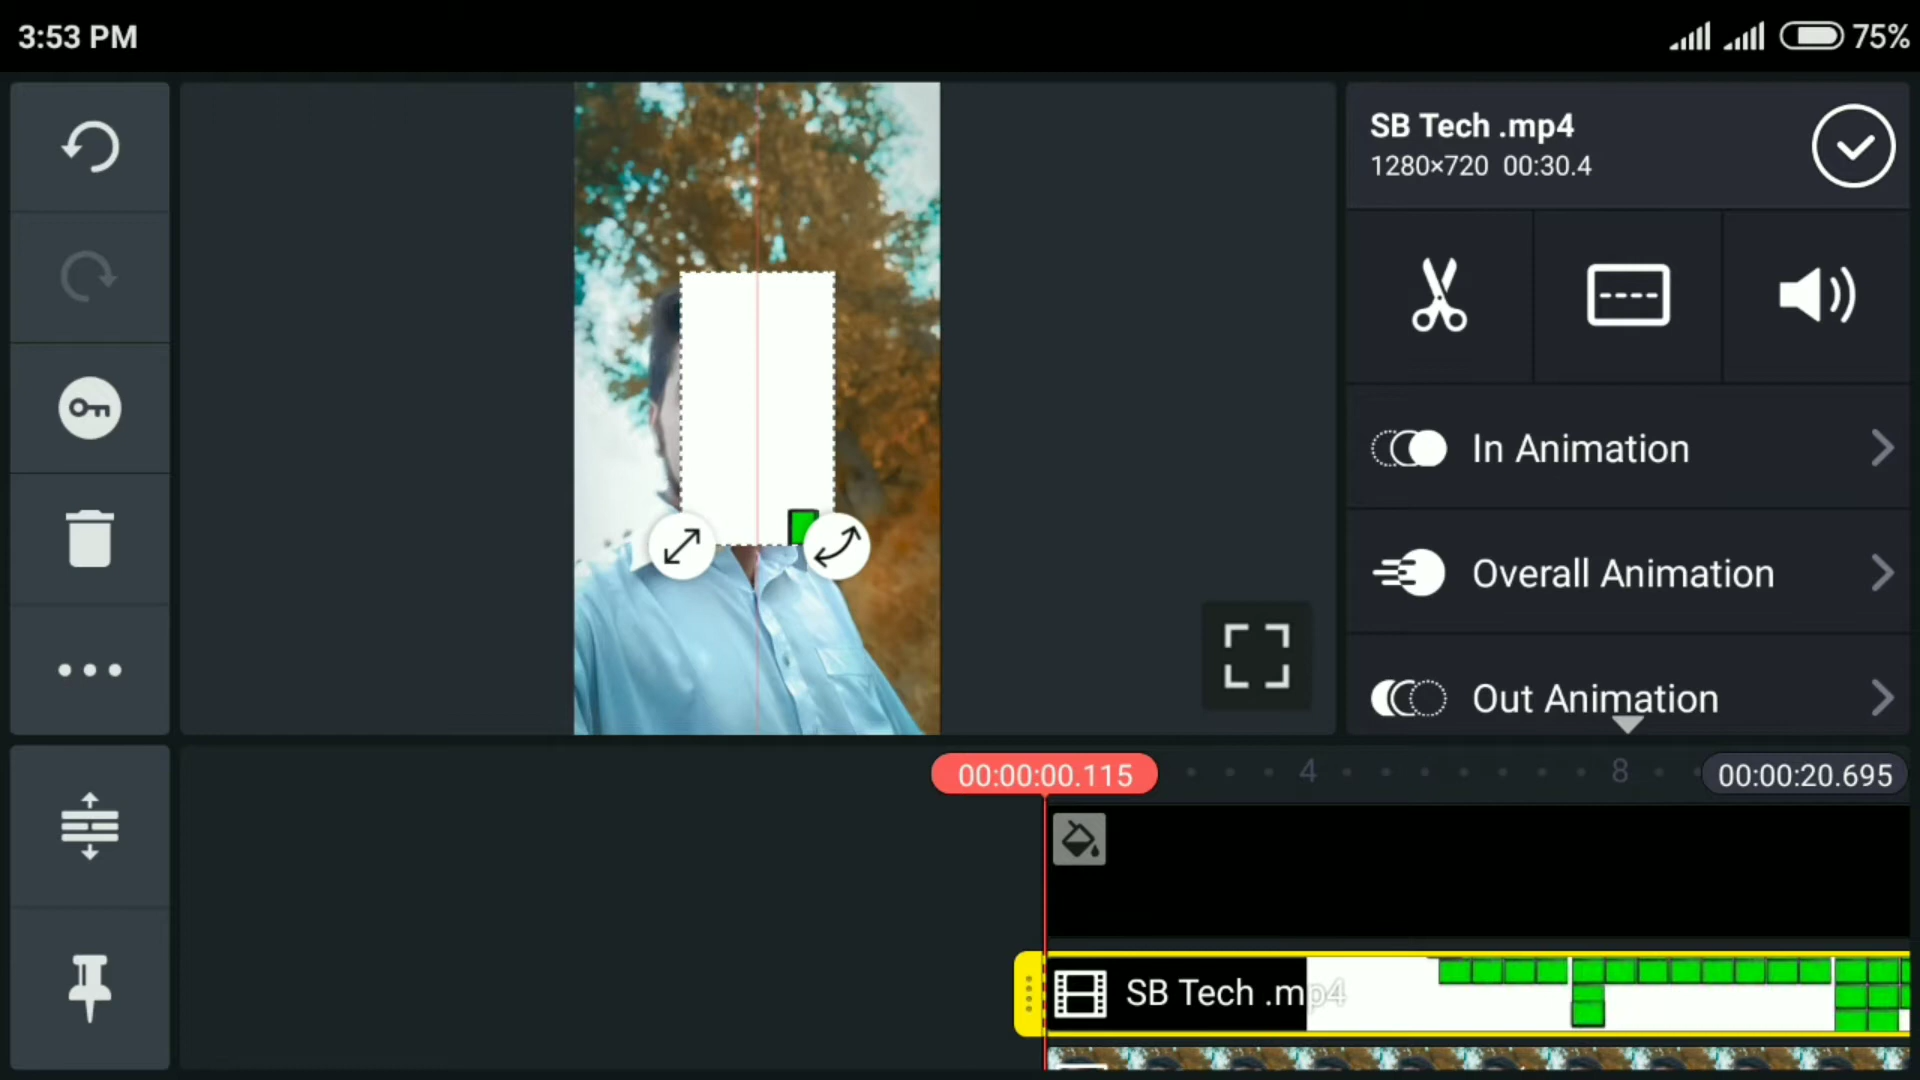 3:53 PM
75%
SB Tech .mp4
1280×720 00:30.4
In Animation
Overall Animation
Out Animation
00:00:00.115
4
8
00:00:20.695
SB Tech .mp4